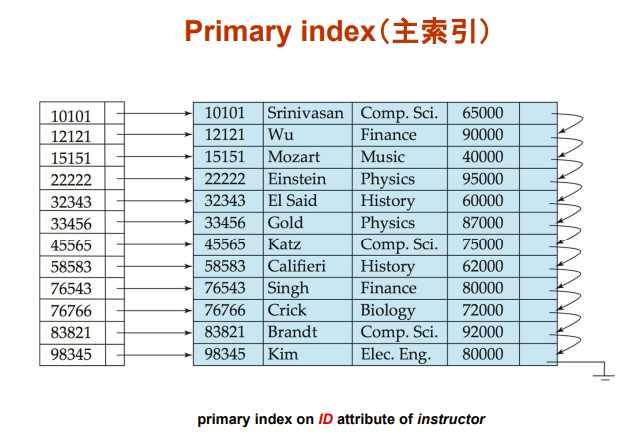 Primary index(主索引)
10101 10101 Srinivasan Comp. Sci. 65000
12121 12121 Wu Finance 90000
15151 15151 Mozart Music 40000
22222 22222 Einstein Physics 95000
32343 32343 El Said History 60000
33456 33456 Gold Physics 87000
45565 45565 Katz Comp. Sci. 75000
58583 58583 Califieri History 62000
76543 76543 Singh Finance 80000
76766 76766 Crick Biology 72000
83821 83821 Brandt Comp. Sci. 92000
98345 98345 Kim Elec. Eng. 80000
primary index on ID attribute of instructor